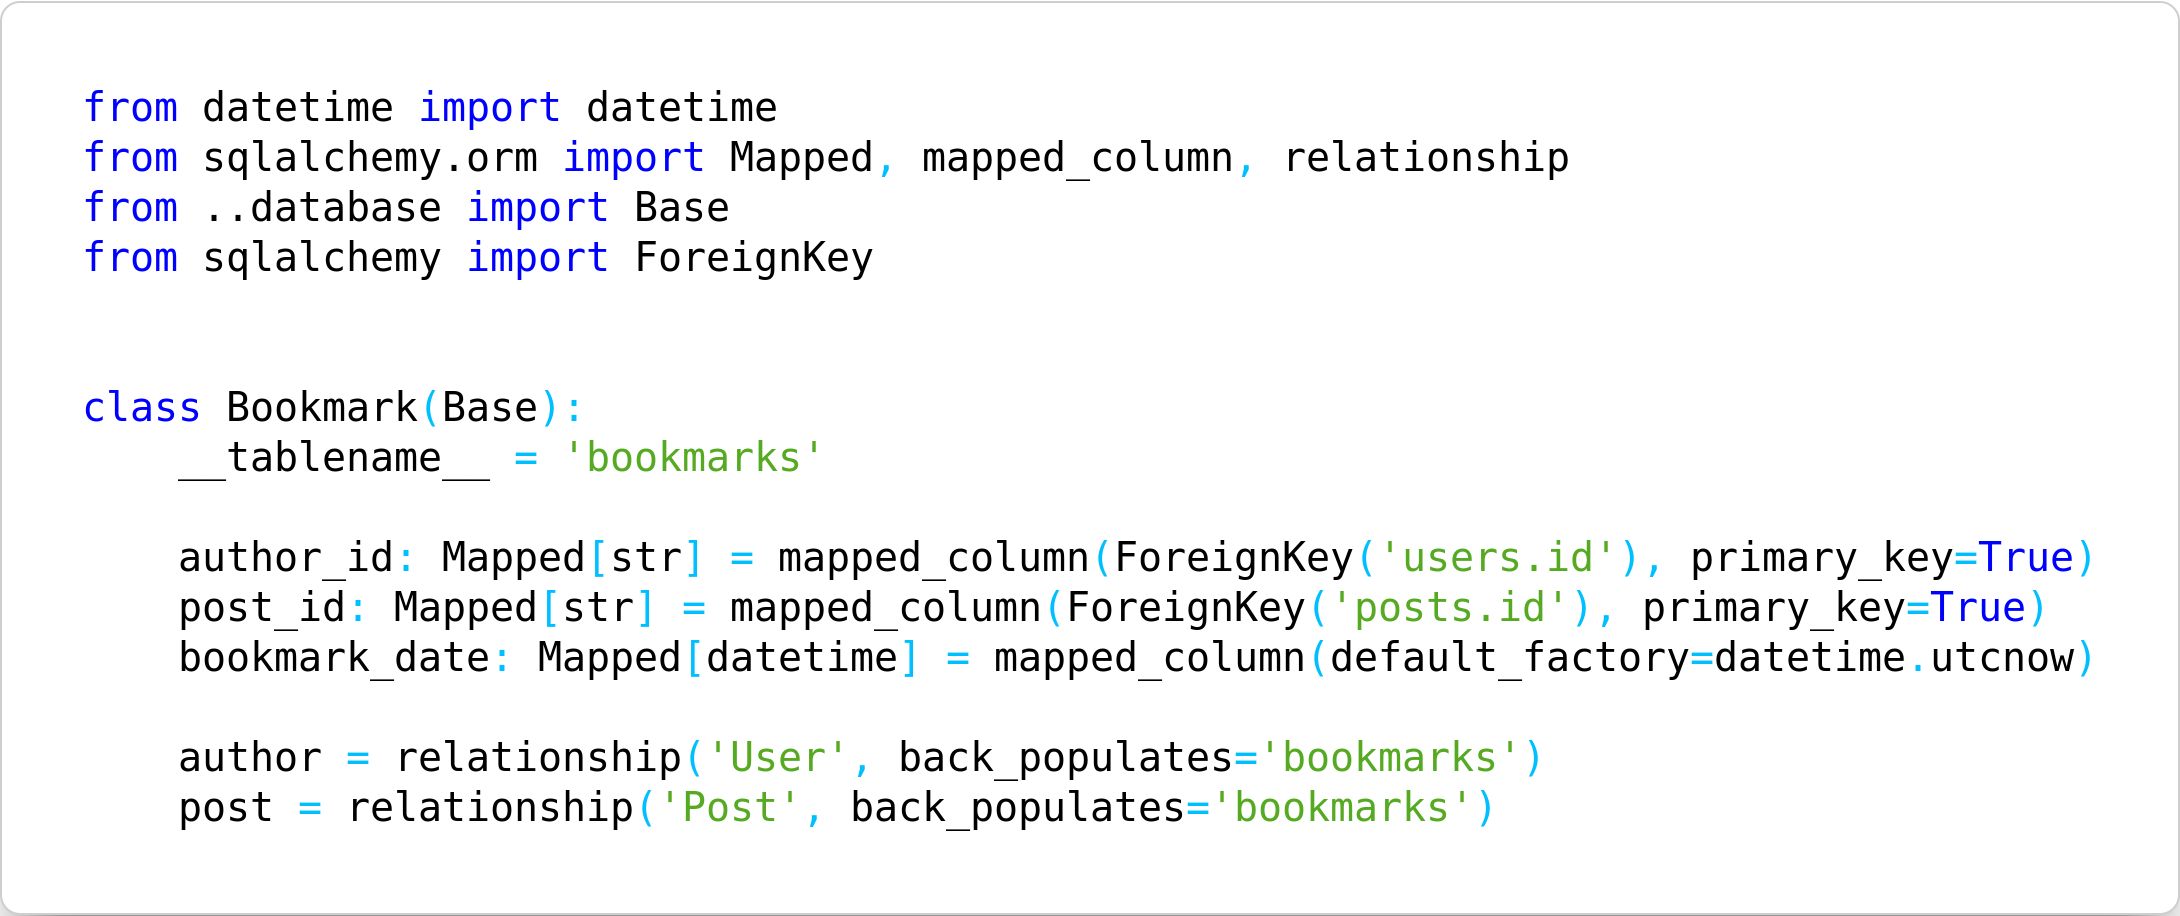 from datetime import datetime
from sqlalchemy.orm import Mapped, mapped_column, relationship
from ..database import Base
from sqlalchemy import ForeignKey


class Bookmark(Base):
    __tablename__ = 'bookmarks'

    author_id: Mapped[str] = mapped_column(ForeignKey('users.id'), primary_key=True)
    post_id: Mapped[str] = mapped_column(ForeignKey('posts.id'), primary_key=True)
    bookmark_date: Mapped[datetime] = mapped_column(default_factory=datetime.utcnow)

    author = relationship('User', back_populates='bookmarks')
    post = relationship('Post', back_populates='bookmarks')